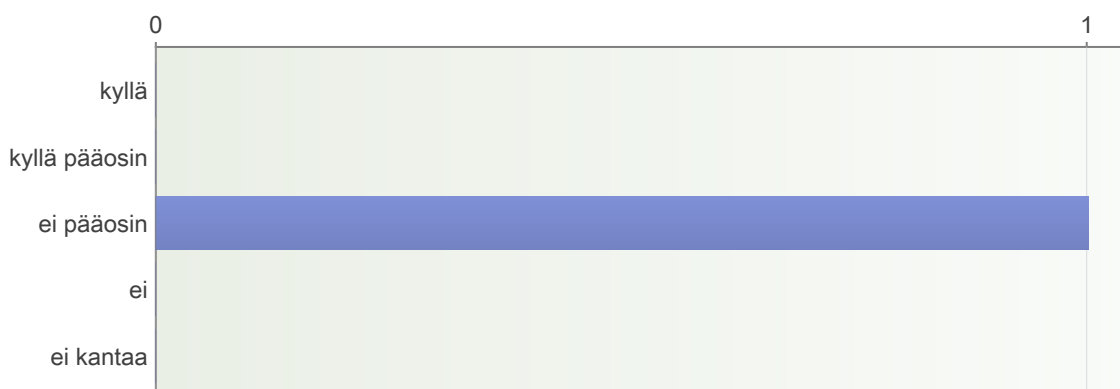 0 1
kyllä
kyllä pääosin
ei pääosin
ei
ei kantaa